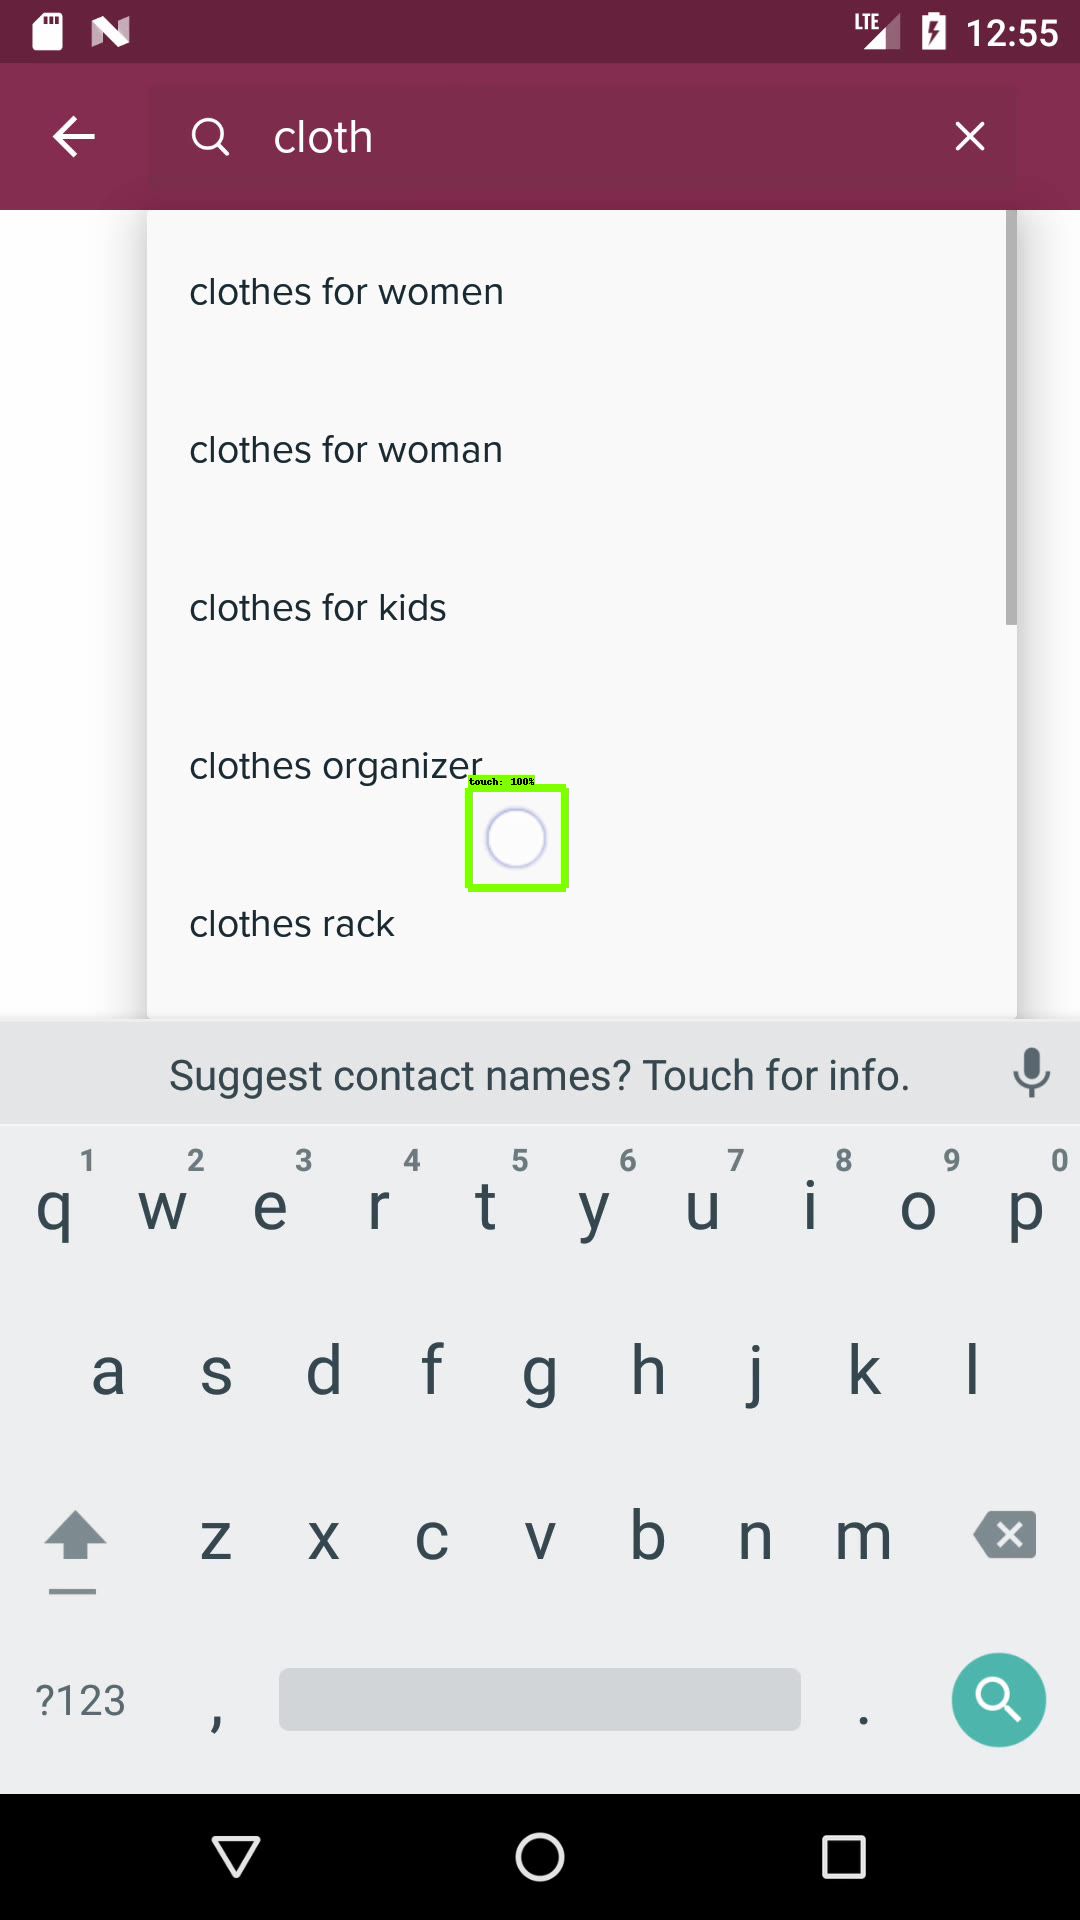 LTE 12:55
cloth
clothes for women
clothes for woman
clothes for kids
clothes organizer
touch: 100%
clothes rack
Suggest contact names? Touch for info.
1 2 3 4 5 6 7 8 9 0
q w e r t y u i o p
a s d f g h j k l
z x c v b n m
?123 , .